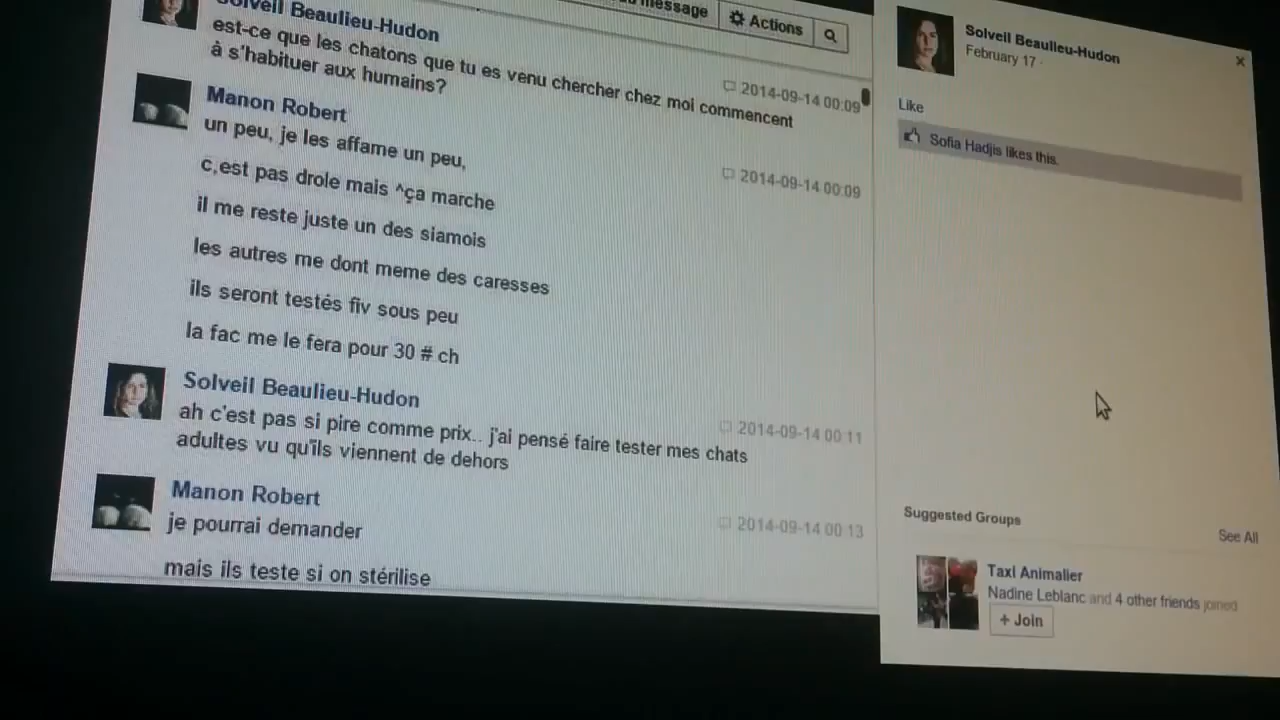 message
Actions
Solveil Beaulieu-Hudon
2014-09-14 00:09
est-ce que les chatons que tu es venu chercher chez moi commencent
à s'habituer aux humains?
Manon Robert
2014-09-14 00:09
un peu, je les affame un peu,
c,est pas drole mais ^ça marche
il me reste juste un des siamois
les autres me dont meme des caresses
ils seront testés fiv sous peu
la fac me le fera pour 30 # ch
Solveil Beaulieu-Hudon
2014-09-14 00:11
ah c'est pas si pire comme prix.. j'ai pensé faire tester mes chats
adultes vu qu'ils viennent de dehors
Manon Robert
2014-09-14 00:13
je pourrai demander
mais ils teste si on stérilise
Solveil Beaulieu-Hudon
February 17 ·
Like
Sofia Hadjis likes this.
Suggested Groups
See All
Taxi Animalier
Nadine Leblanc and 4 other friends joined
+ Join